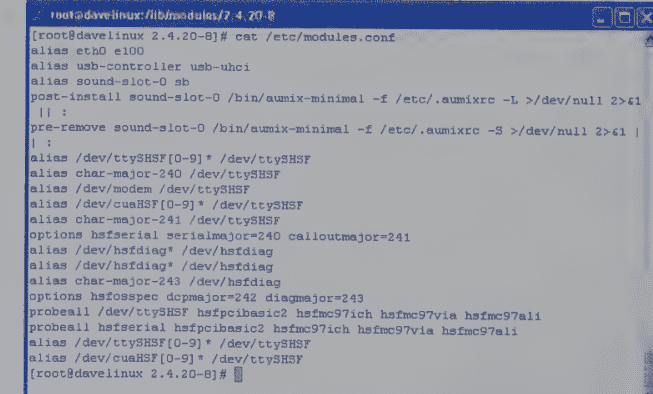 root@davelinux:/lib/modules/2.4.20-8
[root@davelinux 2.4.20-8]# cat /etc/modules.conf
alias eth0 e100
alias usb-controller usb-uhci
alias sound-slot-0 sb
post-install sound-slot-0 /bin/aumix-minimal -f /etc/.aumixrc -L >/dev/null 2>&1
 || :
pre-remove sound-slot-0 /bin/aumix-minimal -f /etc/.aumixrc -S >/dev/null 2>&1 |
| :
alias /dev/ttySHSF[0-9]* /dev/ttySHSF
alias char-major-240 /dev/ttySHSF
alias /dev/modem /dev/ttySHSF
alias /dev/cuaHSF[0-9]* /dev/ttySHSF
alias char-major-241 /dev/ttySHSF
options hsfserial serialmajor=240 calloutmajor=241
alias /dev/hsfdiag* /dev/hsfdiag
alias /dev/hsfdiag* /dev/hsfdiag
alias char-major-243 /dev/hsfdiag
options hsfosspec dcpmajor=242 diagmajor=243
probeall /dev/ttySHSF hsfpcibasic2 hsfmc97ich hsfmc97via hsfmc97ali
probeall hsfserial hsfpcibasic2 hsfmc97ich hsfmc97via hsfmc97ali
alias /dev/ttySHSF[0-9]* /dev/ttySHSF
alias /dev/cuaHSF[0-9]* /dev/ttySHSF
[root@davelinux 2.4.20-8]#